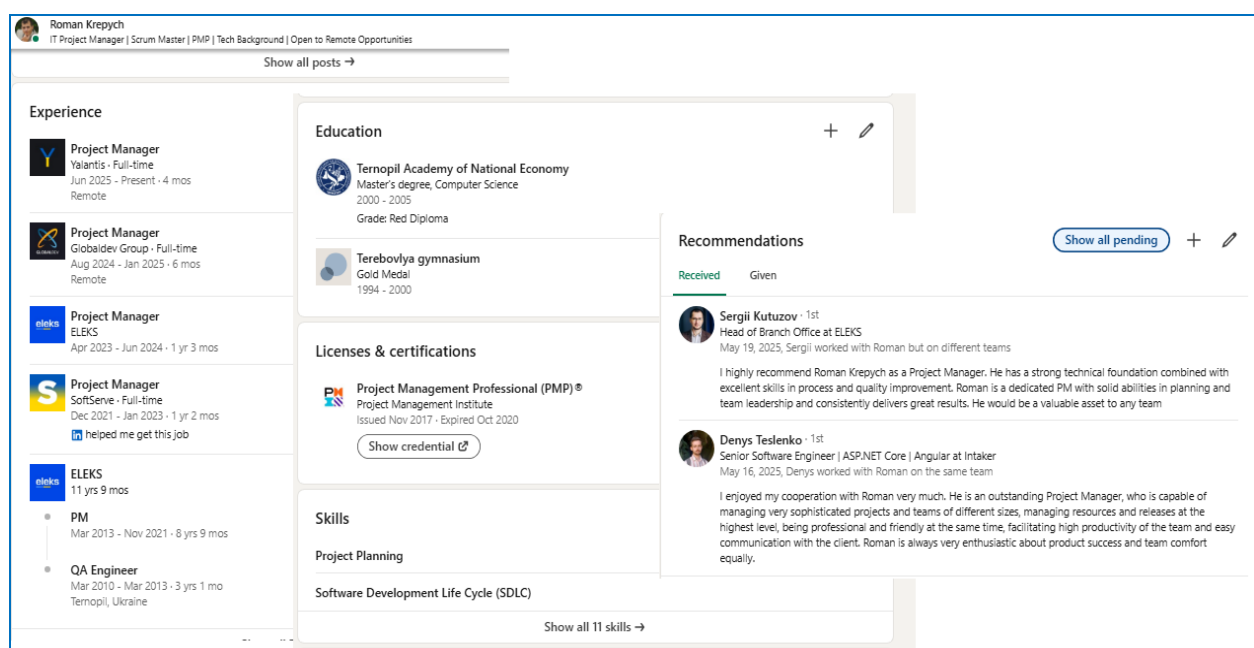 Roman Krepych
IT Project Manager | Scrum Master | PMP | Tech Background | Open to Remote Opportunities
Show all posts →
Experience
Project Manager
Yalantis · Full-time
Jun 2025 - Present · 4 mos
Remote
Project Manager
Globaldev Group · Full-time
Aug 2024 - Jan 2025 · 6 mos
Remote
eleks
Project Manager
ELEKS
Apr 2023 - Jun 2024 · 1 yr 3 mos
Project Manager
SoftServe · Full-time
Dec 2021 - Jan 2023 · 1 yr 2 mos
in helped me get this job
eleks
ELEKS
11 yrs 9 mos
PM
Mar 2013 - Nov 2021 · 8 yrs 9 mos
QA Engineer
Mar 2010 - Mar 2013 · 3 yrs 1 mo
Ternopil, Ukraine
Education
Ternopil Academy of National Economy
Master's degree, Computer Science
2000 - 2005
Grade: Red Diploma
Terebovlya gymnasium
Gold Medal
1994 - 2000
Licenses & certifications
Project Management Professional (PMP)®
Project Management Institute
Issued Nov 2017 · Expired Oct 2020
Show credential
Skills
Project Planning
Software Development Life Cycle (SDLC)
Show all 11 skills →
Recommendations
Show all pending
Received Given
Sergii Kutuzov · 1st
Head of Branch Office at ELEKS
May 19, 2025, Sergii worked with Roman but on different teams
I highly recommend Roman Krepych as a Project Manager. He has a strong technical foundation combined with
excellent skills in process and quality improvement. Roman is a dedicated PM with solid abilities in planning and
team leadership and consistently delivers great results. He would be a valuable asset to any team
Denys Teslenko · 1st
Senior Software Engineer | ASP.NET Core | Angular at Intaker
May 16, 2025, Denys worked with Roman on the same team
I enjoyed my cooperation with Roman very much. He is an outstanding Project Manager, who is capable of
managing very sophisticated projects and teams of different sizes, managing resources and releases at the
highest level, being professional and friendly at the same time, facilitating high productivity of the team and easy
communication with the client. Roman is always very enthusiastic about product success and team comfort
equally.